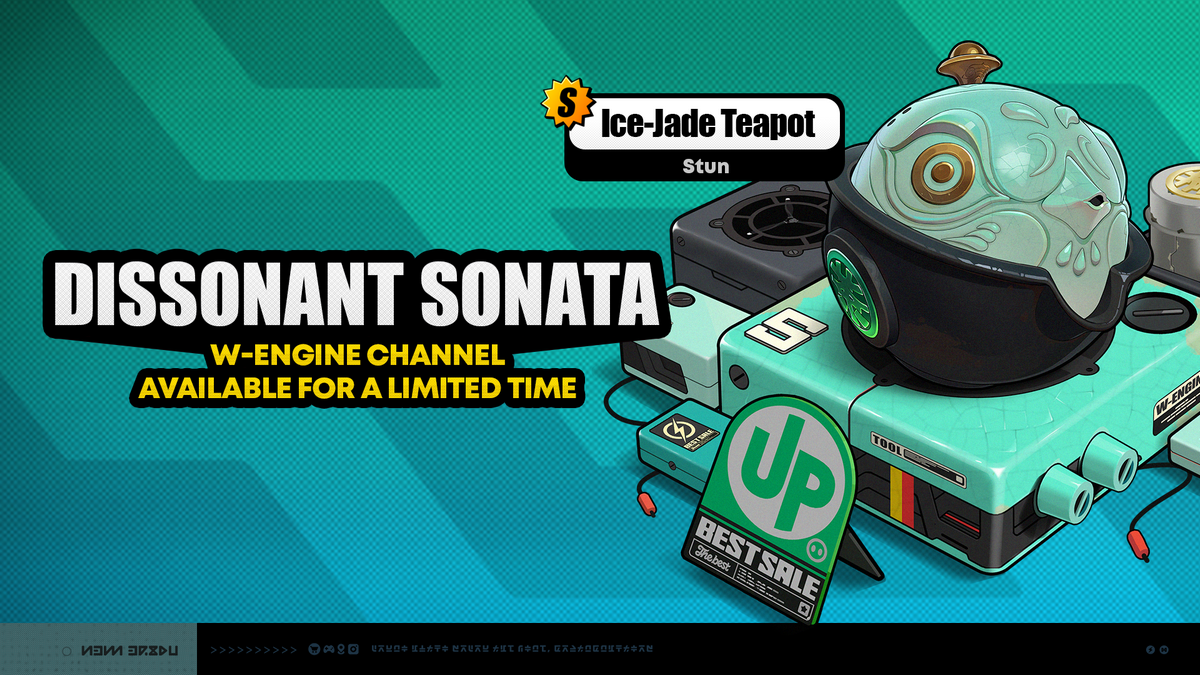 S
Ice-Jade Teapot
Stun
DISSONANT SONATA
W-ENGINE CHANNEL
AVAILABLE FOR A LIMITED TIME
BEST SALE
TOOL
W-ENGIN
UP
BEST SALE
The best